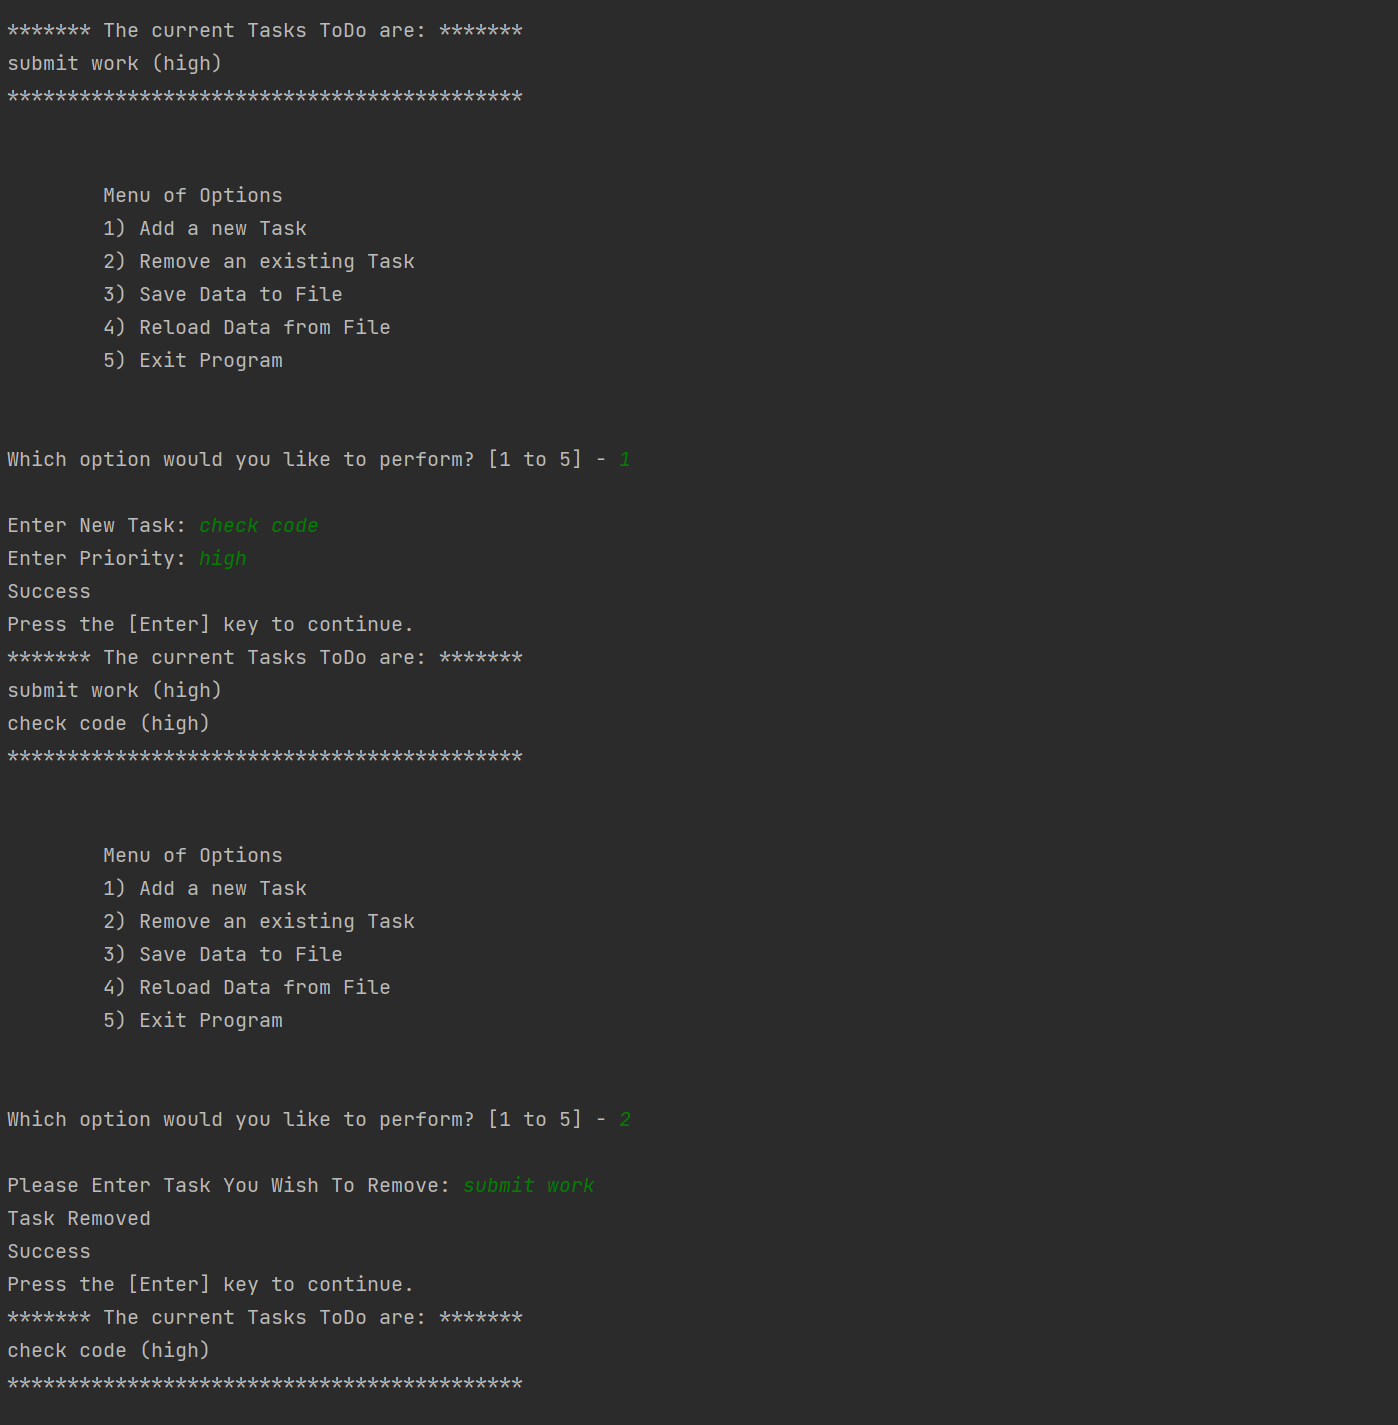 ******* The current Tasks ToDo are: *******
submit work (high)
*******************************************
Menu of Options
1) Add a new Task
2) Remove an existing Task
3) Save Data to File
4) Reload Data from File
5) Exit Program
Which option would you like to perform? [1 to 5] - 1
Enter New Task: check code
Enter Priority: high
Success
Press the [Enter] key to continue.
******* The current Tasks ToDo are: *******
submit work (high)
check code (high)
*******************************************
Menu of Options
1) Add a new Task
2) Remove an existing Task
3) Save Data to File
4) Reload Data from File
5) Exit Program
Which option would you like to perform? [1 to 5] - 2
Please Enter Task You Wish To Remove: submit work
Task Removed
Success
Press the [Enter] key to continue.
******* The current Tasks ToDo are: *******
check code (high)
*******************************************